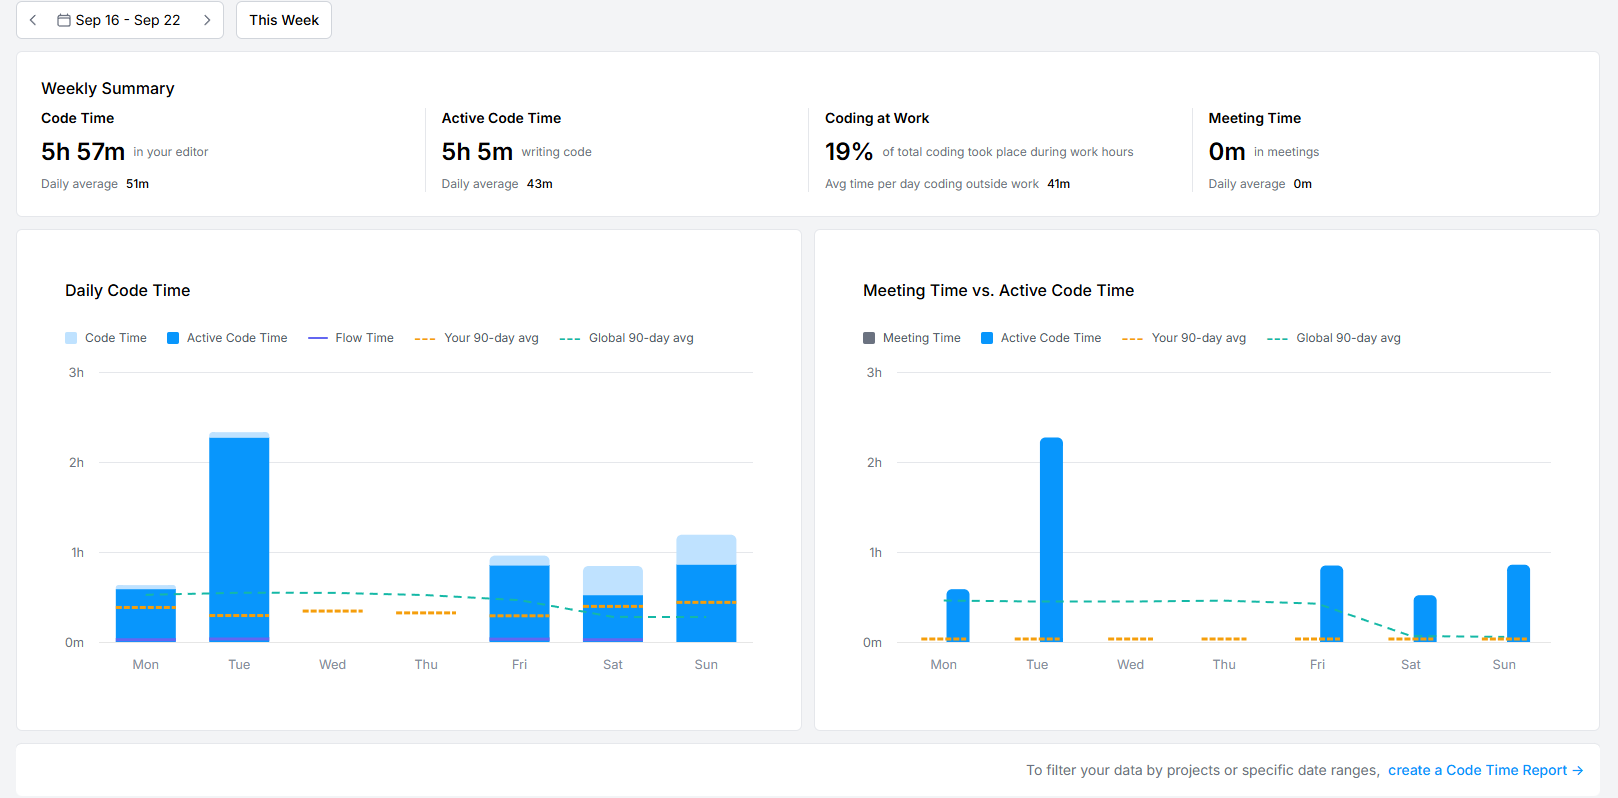 Sep 16 - Sep 22
This Week
Weekly Summary
Code Time
5h 57m in your editor
Daily average 51m
Active Code Time
5h 5m writing code
Daily average 43m
Coding at Work
19% of total coding took place during work hours
Avg time per day coding outside work 41m
Meeting Time
0m in meetings
Daily average 0m
Daily Code Time
Code Time Active Code Time Flow Time Your 90-day avg Global 90-day avg
3h
2h
1h
0m
Mon Tue Wed Thu Fri Sat Sun
Meeting Time vs. Active Code Time
Meeting Time Active Code Time Your 90-day avg Global 90-day avg
3h
2h
1h
0m
Mon Tue Wed Thu Fri Sat Sun
To filter your data by projects or specific date ranges, create a Code Time Report →